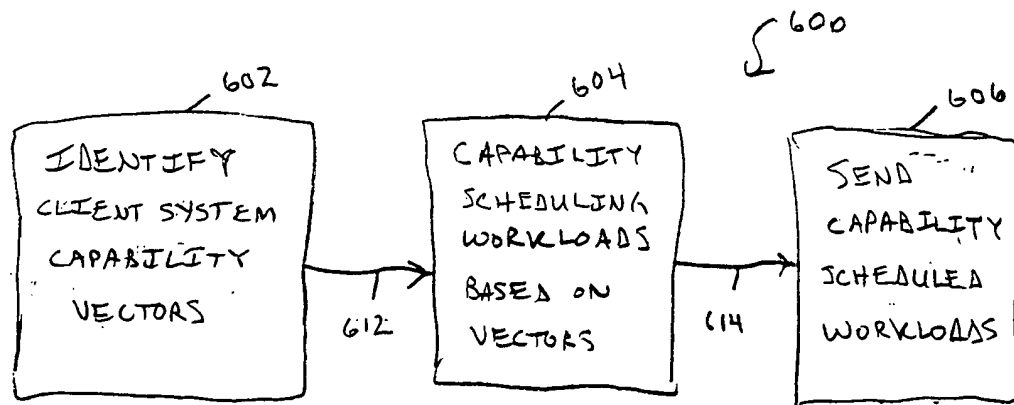 600
602
IDENTIFY
CLIENT SYSTEM
CAPABILITY
VECTORS
612
604
CAPABILITY
SCHEDULING
WORKLOADS
BASED ON
VECTORS
614
606
SEND
CAPABILITY
SCHEDULED
WORKLOADS